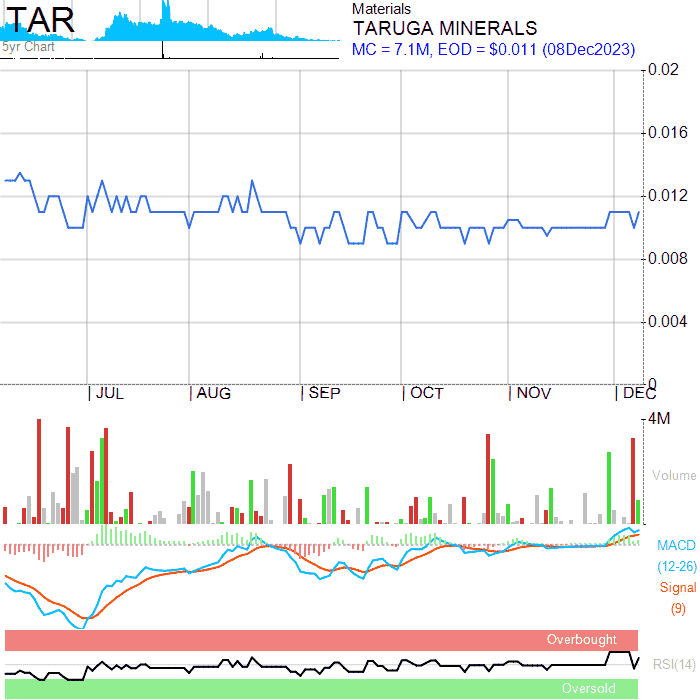 TAR
5yr Chart
Materials
TARUGA MINERALS
MC = 7.1M, EOD = $0.011 (08Dec2023)
0.02
0.016
0.012
0.008
0.004
0
JUL AUG SEP OCT NOV DEC
4M
Volume
MACD
(12-26)
Signal
(9)
Overbought
RSI(14)
Oversold